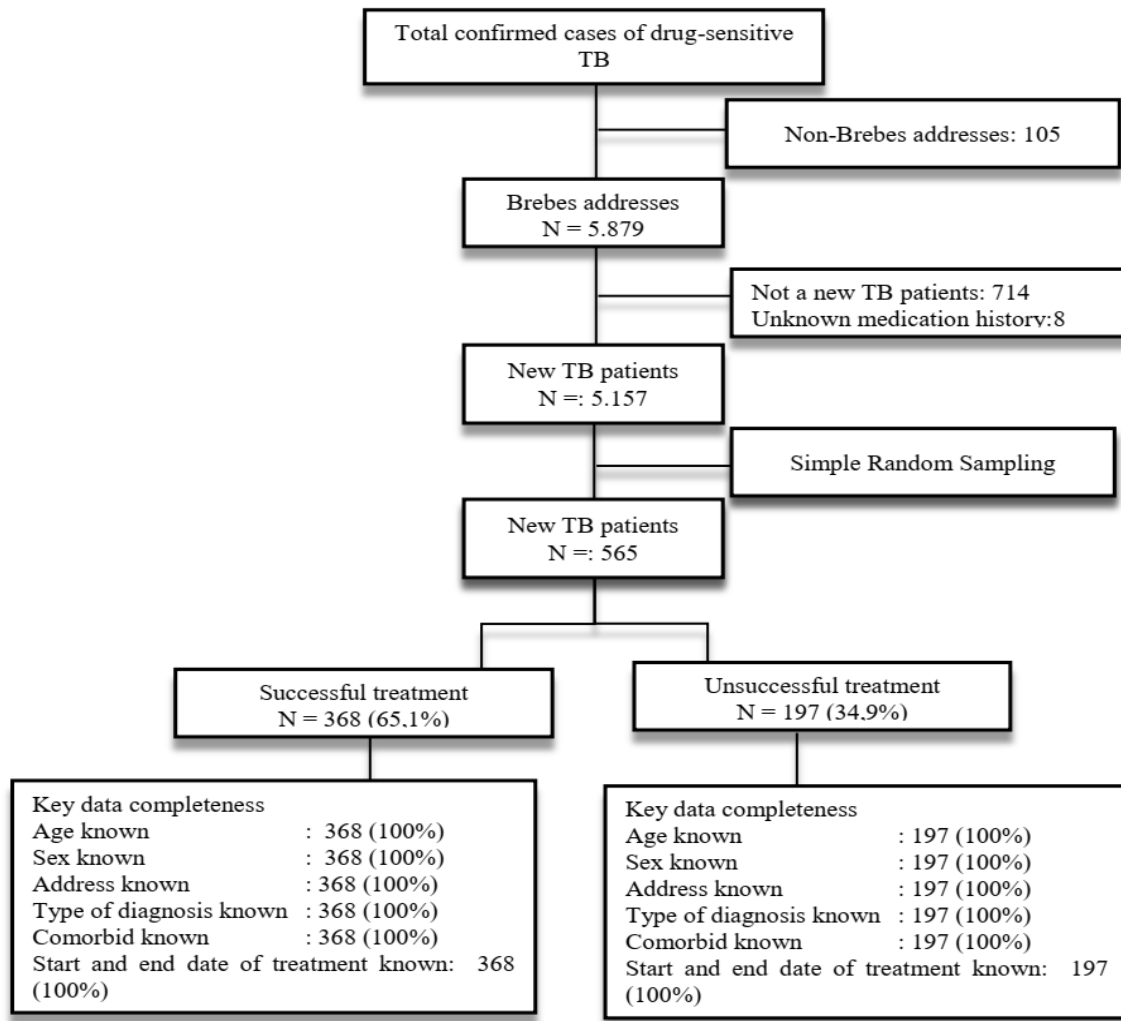 Total confirmed cases of drug-sensitive
TB
Non-Brebes addresses: 105
Brebes addresses
N = 5.879
Not a new TB patients: 714
Unknown medication history:8
New TB patients
N =: 5.157
Simple Random Sampling
New TB patients
N =: 565
Successful treatment
N = 368 (65,1%)
Unsuccessful treatment
N = 197 (34,9%)
Key data completeness
Age known : 368 (100%)
Sex known : 368 (100%)
Address known : 368 (100%)
Type of diagnosis known : 368 (100%)
Comorbid known : 368 (100%)
Start and end date of treatment known: 368
(100%)
Key data completeness
Age known : 197 (100%)
Sex known : 197 (100%)
Address known : 197 (100%)
Type of diagnosis known : 197 (100%)
Comorbid known : 197 (100%)
Start and end date of treatment known: 197
(100%)